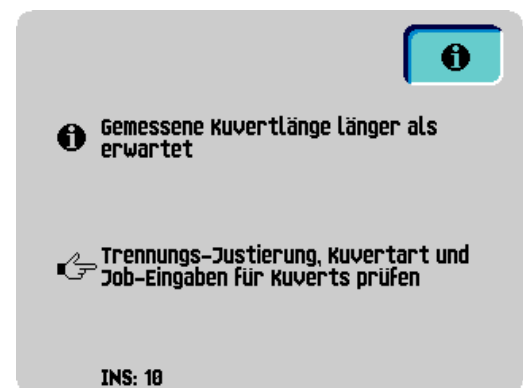 Gemessene Kuvertlänge länger als
erwartet
Trennungs-Justierung, Kuvertart und
Job-Eingaben für Kuverts prüfen
INS: 10